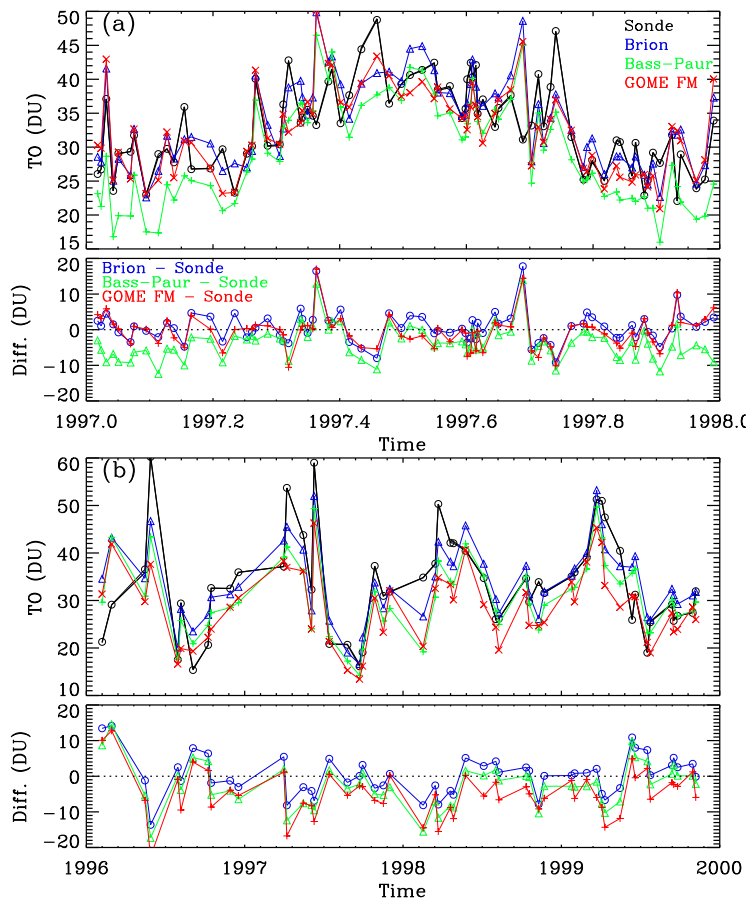 (a)
Sonde
Brion
Bass-Paur
GOME FM
TO (DU)
50
45
40
35
30
25
20
15
Brion - Sonde
Bass-Paur - Sonde
GOME FM - Sonde
Diff. (DU)
20
10
0
-10
-20
1997.0 1997.2 1997.4 1997.6 1997.8 1998.0
Time
(b)
TO (DU)
60
50
40
30
20
10
Diff. (DU)
20
10
0
-10
-20
1996 1997 1998 1999 2000
Time